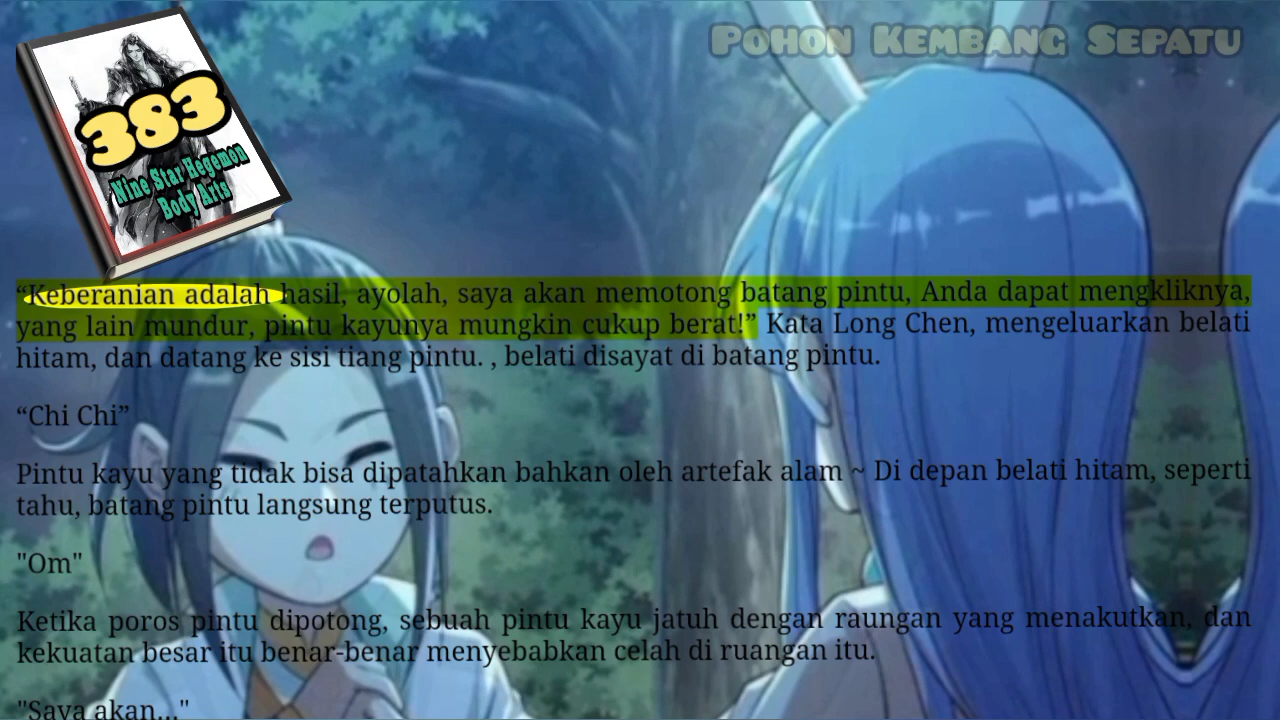 Pohon Kembang Sepatu
383
Nine Star Hegemon
Body Arts
“Keberanian adalah hasil, ayolah, saya akan memotong batang pintu, Anda dapat mengkliknya,
yang lain mundur, pintu kayunya mungkin cukup berat!” Kata Long Chen, mengeluarkan belati
hitam, dan datang ke sisi tiang pintu. , belati disayat di batang pintu.
“Chi Chi”
Pintu kayu yang tidak bisa dipatahkan bahkan oleh artefak alam ~ Di depan belati hitam, seperti
tahu, batang pintu langsung terputus.
"Om"
Ketika poros pintu dipotong, sebuah pintu kayu jatuh dengan raungan yang menakutkan, dan
kekuatan besar itu benar-benar menyebabkan celah di ruangan itu.
"Saya akan..."